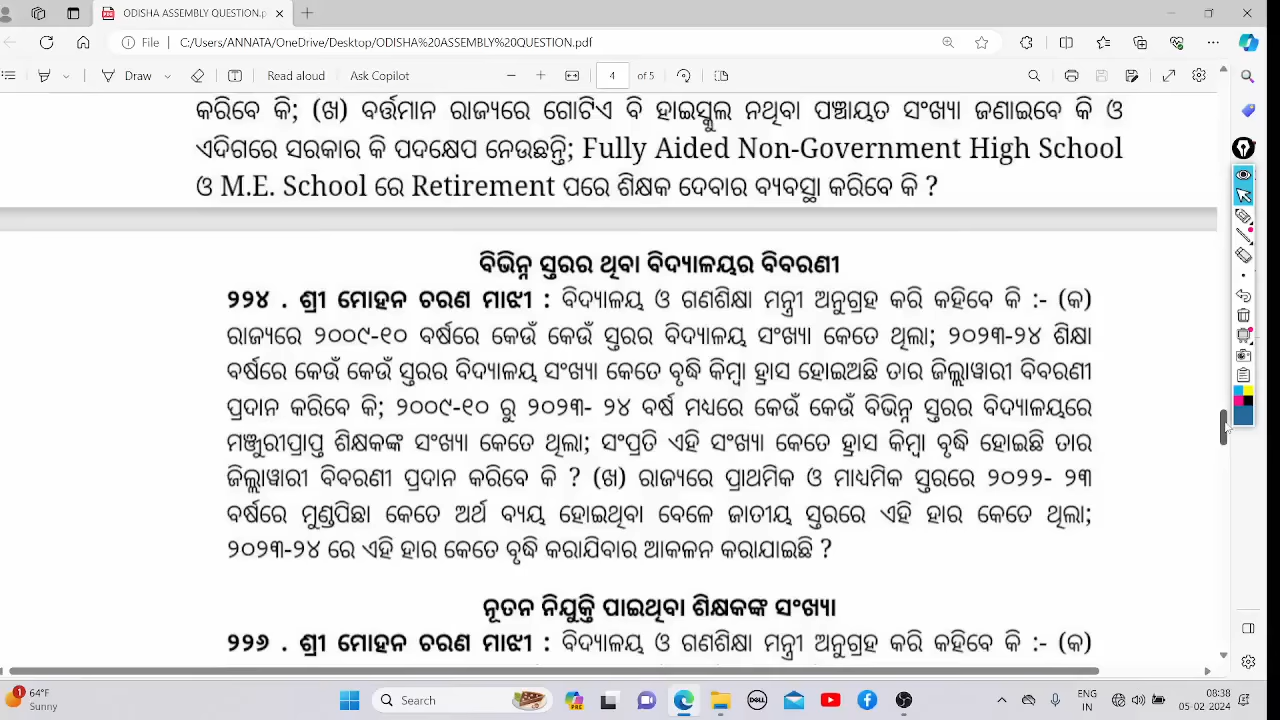 ODISHA ASSEMBLY QUESTION.p
File
C:/Users/ANNATA/OneDrive/Desktop/ODISHA%20ASSEMBLY%20QUESTION.pdf
Draw
Read aloud
Ask Copilot
4 of 5
କରିବେ କି; (ଖ) ବର୍ତ୍ତମାନ ରାଜ୍ୟରେ ଗୋଟିଏ ବି ହାଇସ୍କୁଲ ନଥିବା ପଞ୍ଚାୟତ ସଂଖ୍ୟା ଜଣାଇବେ କି ଓ
ଏଦିଗରେ ସରକାର କି ପଦକ୍ଷେପ ନେଉଛନ୍ତି; Fully Aided Non-Government High School
ଓ M.E. School ରେ Retirement ପରେ ଶିକ୍ଷକ ଦେବାର ବ୍ୟବସ୍ଥା କରିବେ କି ?
ବିଭିନ୍ନ ସ୍ତରର ଥିବା ବିଦ୍ୟାଳୟର ବିବରଣୀ
୨୨୪ . ଶ୍ରୀ ମୋହନ ଚରଣ ମାଝୀ : ବିଦ୍ୟାଳୟ ଓ ଗଣଶିକ୍ଷା ମନ୍ତ୍ରୀ ଅନୁଗ୍ରହ କରି କହିବେ କି :- (କ)
ରାଜ୍ୟରେ ୨୦୦୯-୧୦ ବର୍ଷରେ କେଉଁ କେଉଁ ସ୍ତରର ବିଦ୍ୟାଳୟ ସଂଖ୍ୟା କେତେ ଥିଲା; ୨୦୨୩-୨୪ ଶିକ୍ଷା
ବର୍ଷରେ କେଉଁ କେଉଁ ସ୍ତରର ବିଦ୍ୟାଳୟ ସଂଖ୍ୟା କେତେ ବୃଦ୍ଧି କିମ୍ବା ହ୍ରାସ ହୋଇଅଛି ତାର ଜିଲ୍ଲାୱାରୀ ବିବରଣୀ
ପ୍ରଦାନ କରିବେ କି; ୨୦୦୯-୧୦ ରୁ ୨୦୨୩- ୨୪ ବର୍ଷ ମଧ୍ୟରେ କେଉଁ କେଉଁ ବିଭିନ୍ନ ସ୍ତରର ବିଦ୍ୟାଳୟରେ
ମଞ୍ଜୁରୀପ୍ରାପ୍ତ ଶିକ୍ଷକଙ୍କ ସଂଖ୍ୟା କେତେ ଥିଲା; ସଂପ୍ରତି ଏହି ସଂଖ୍ୟା କେତେ ହ୍ରାସ କିମ୍ବା ବୃଦ୍ଧି ହୋଇଛି ତାର
ଜିଲ୍ଲାୱାରୀ ବିବରଣୀ ପ୍ରଦାନ କରିବେ କି ? (ଖ) ରାଜ୍ୟରେ ପ୍ରାଥମିକ ଓ ମାଧ୍ୟମିକ ସ୍ତରରେ ୨୦୨୨- ୨୩
ବର୍ଷରେ ମୁଣ୍ଡପିଛା କେତେ ଅର୍ଥ ବ୍ୟୟ ହୋଇଥିବା ବେଳେ ଜାତୀୟ ସ୍ତରରେ ଏହି ହାର କେତେ ଥିଲା;
୨୦୨୩-୨୪ ରେ ଏହି ହାର କେତେ ବୃଦ୍ଧି କରାଯିବାର ଆକଳନ କରାଯାଇଛି ?
ନୂତନ ନିଯୁକ୍ତି ପାଇଥିବା ଶିକ୍ଷକଙ୍କ ସଂଖ୍ୟା
୨୨୬ . ଶ୍ରୀ ମୋହନ ଚରଣ ମାଝୀ : ବିଦ୍ୟାଳୟ ଓ ଗଣଶିକ୍ଷା ମନ୍ତ୍ରୀ ଅନୁଗ୍ରହ କରି କହିବେ କି :- (କ)
1
64°F
Sunny
Search
PRE
DELL
ENG
IN
08:38
05-02-2024